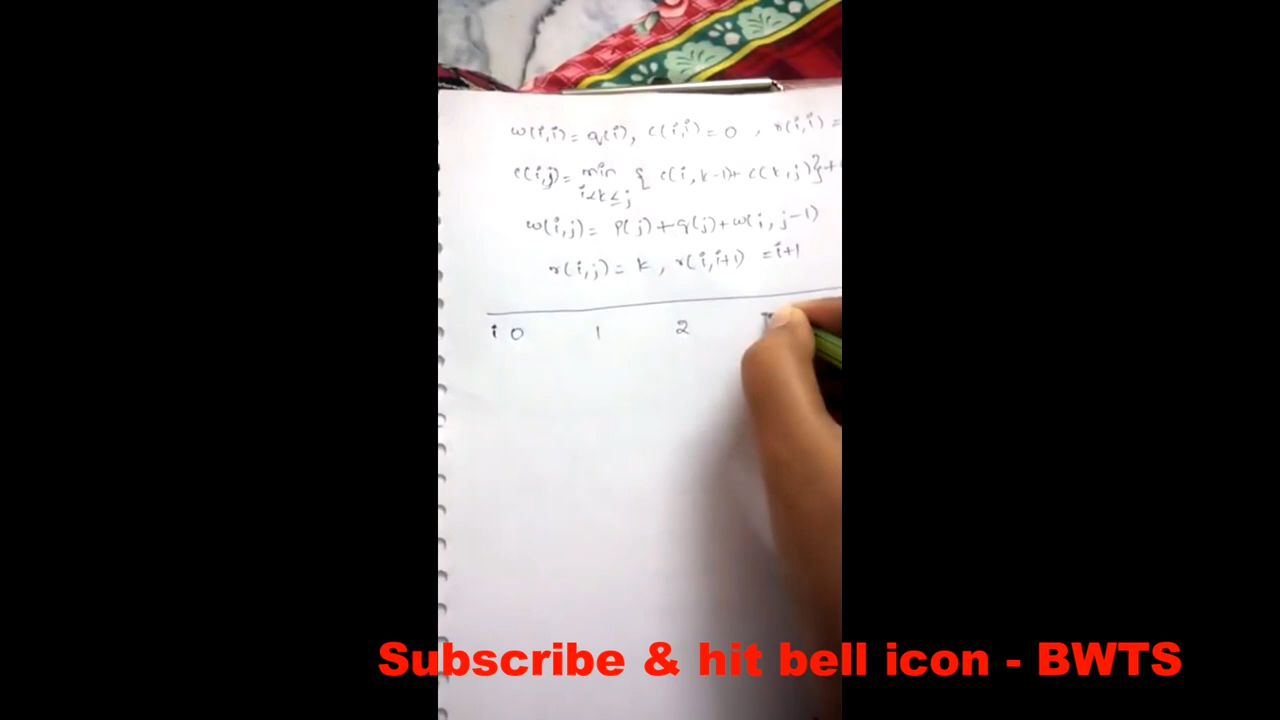 w(i,i) = q(i), c(i,i) = 0 , r(i,i) =
c(i,j) = min { c(i, k-1) + c(k, j) } +
i<k≤j
w(i,j) = p(j) + q(j) + w(i, j-1)
r(i,j) = k , r(i,i+1) = i+1
i 0 1 2
Subscribe & hit bell icon - BWTS